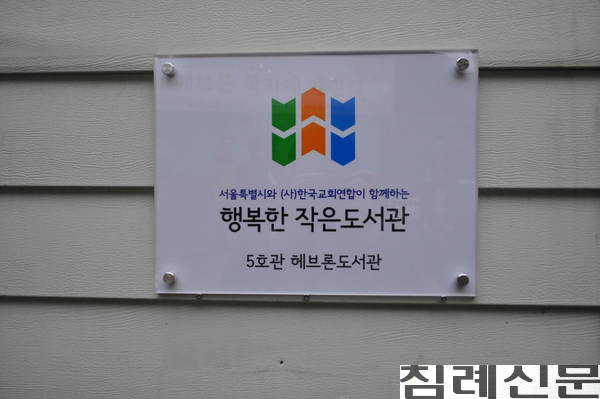 서울특별시와 (사)한국교회연합이 함께하는
행복한 작은도서관
5호관 헤브론도서관
침례신문